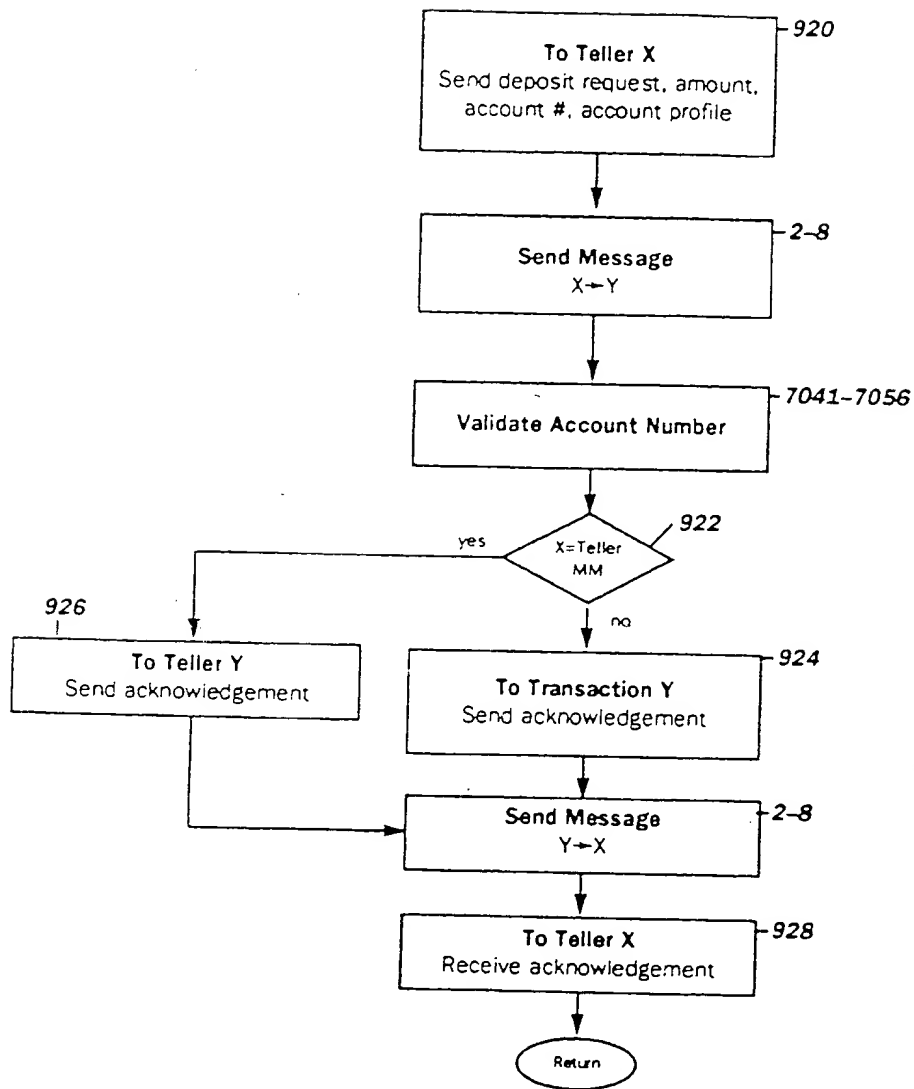 920
To Teller X
Send deposit request, amount,
account #, account profile
2-8
Send Message
X→Y
7041-7056
Validate Account Number
922
yes
X=Teller
MM
no
926
To Teller Y
Send acknowledgement
924
To Transaction Y
Send acknowledgement
2-8
Send Message
Y→X
928
To Teller X
Receive acknowledgement
Return